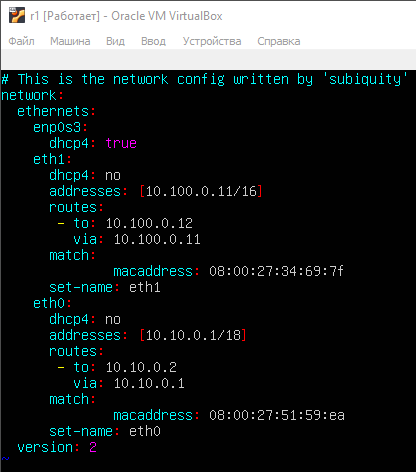 r1 [Работает] - Oracle VM VirtualBox
Файл Машина Вид Ввод Устройства Справка
# This is the network config written by 'subiquity'
network:
  ethernets:
    enp0s3:
      dhcp4: true
    eth1:
      dhcp4: no
      addresses: [10.100.0.11/16]
      routes:
       - to: 10.100.0.12
         via: 10.100.0.11
      match:
              macaddress: 08:00:27:34:69:7f
      set-name: eth1
    eth0:
      dhcp4: no
      addresses: [10.10.0.1/18]
      routes:
       - to: 10.10.0.2
         via: 10.10.0.1
      match:
              macaddress: 08:00:27:51:59:ea
      set-name: eth0
  version: 2
~